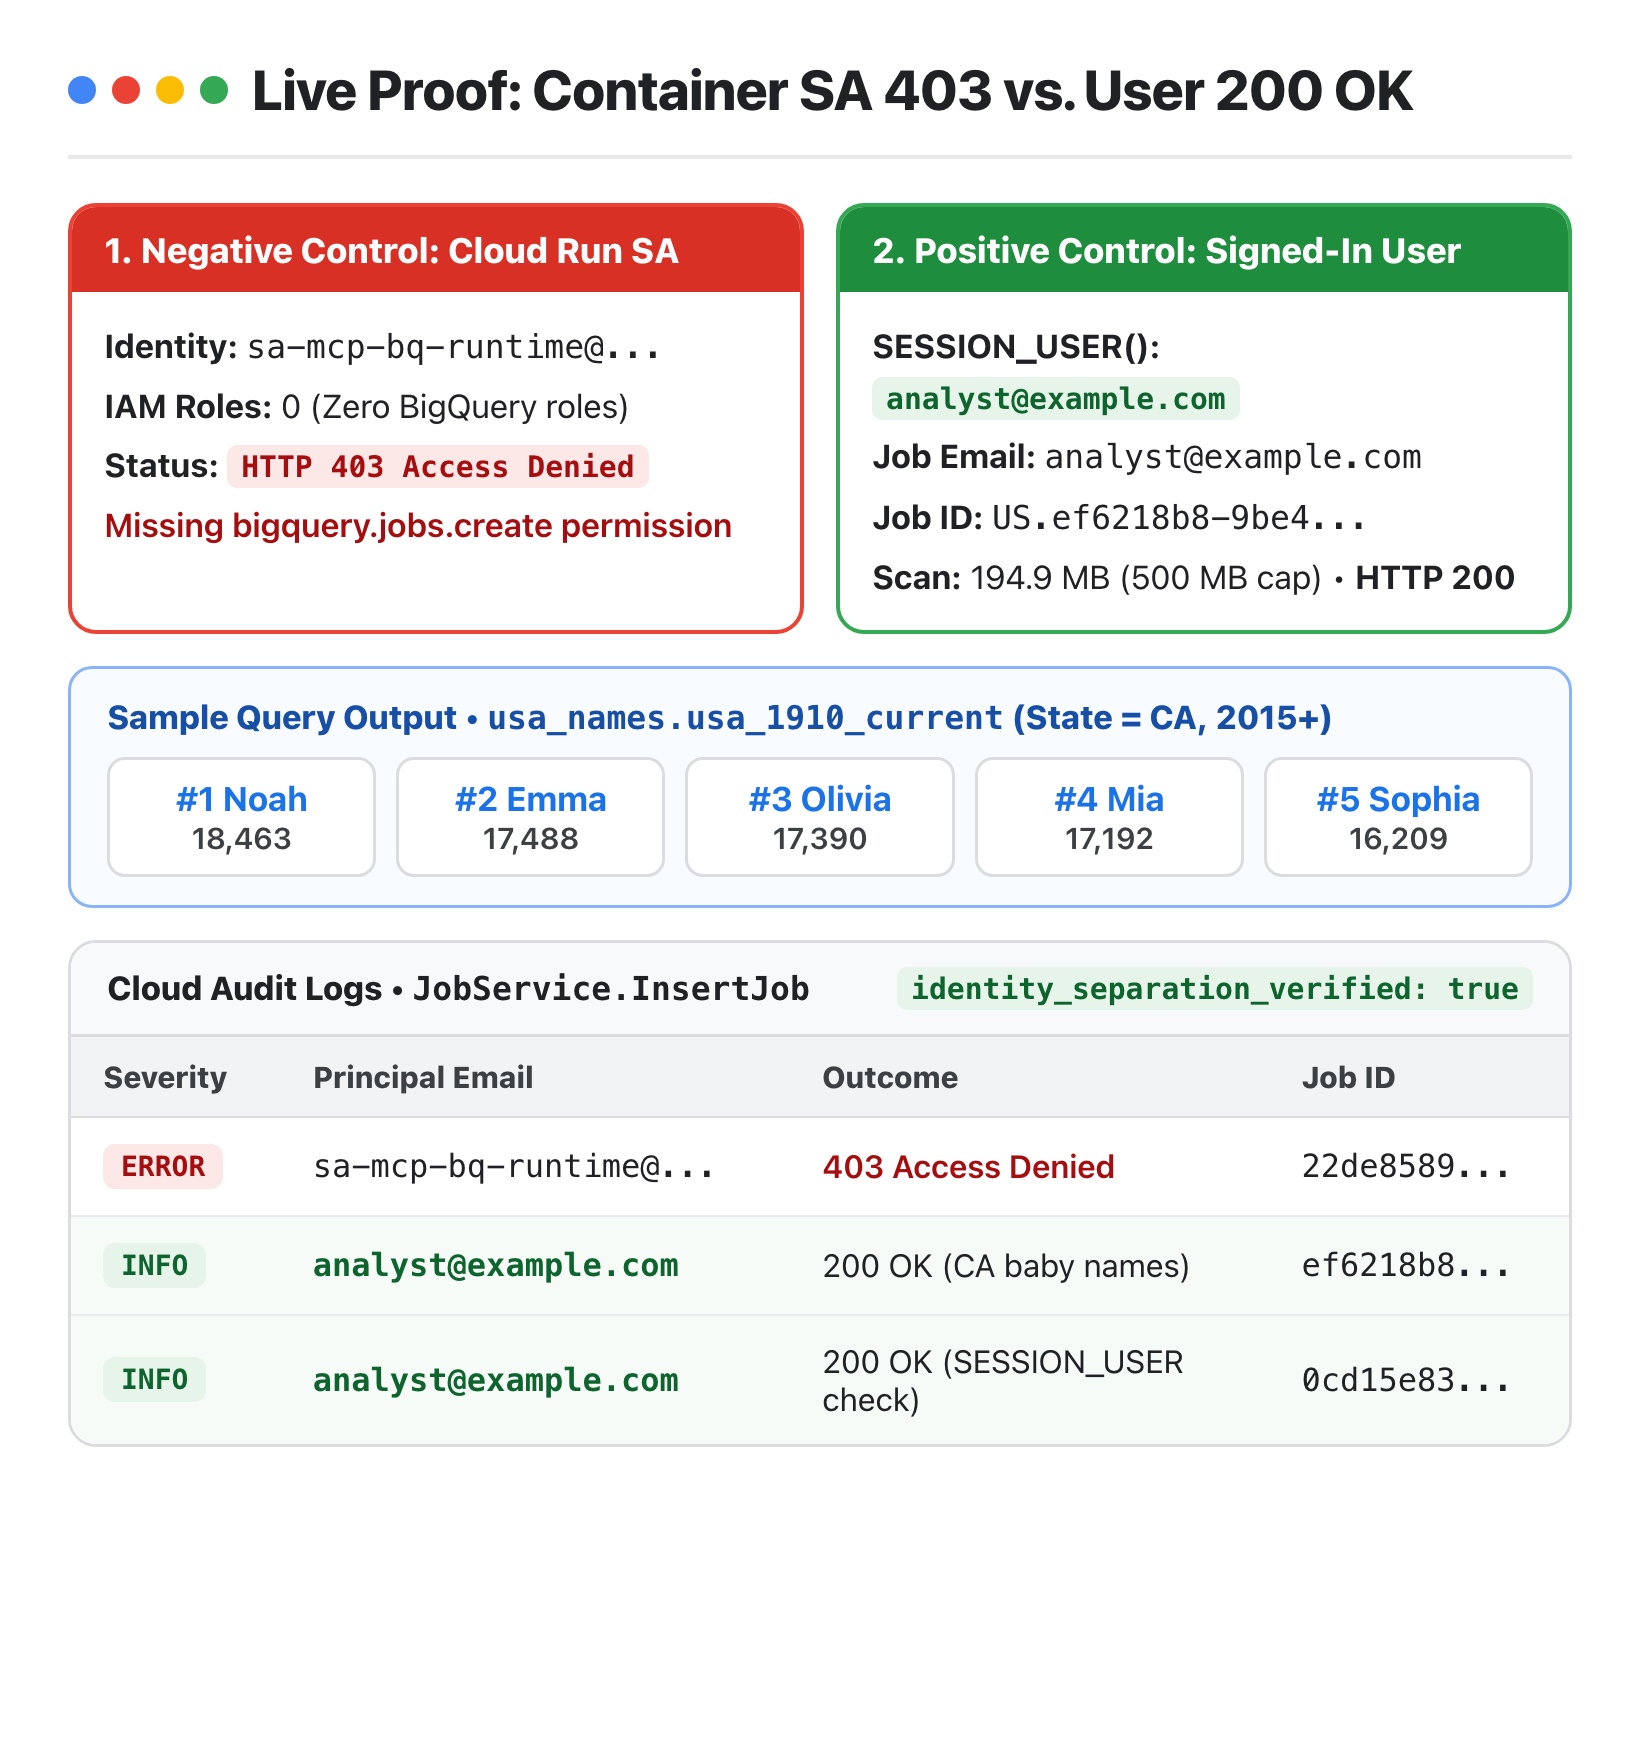 Live Proof: Container SA 403 vs. User 200 OK
1. Negative Control: Cloud Run SA
Identity: sa-mcp-bq-runtime@...
IAM Roles: 0 (Zero BigQuery roles)
Status: HTTP 403 Access Denied
Missing bigquery.jobs.create permission
2. Positive Control: Signed-In User
SESSION_USER():
analyst@example.com
Job Email: analyst@example.com
Job ID: US.ef6218b8-9be4...
Scan: 194.9 MB (500 MB cap) • HTTP 200
Sample Query Output • usa_names.usa_1910_current (State = CA, 2015+)
#1 Noah
18,463
#2 Emma
17,488
#3 Olivia
17,390
#4 Mia
17,192
#5 Sophia
16,209
Cloud Audit Logs • JobService.InsertJob
identity_separation_verified: true
Severity Principal Email Outcome Job ID
ERROR sa-mcp-bq-runtime@... 403 Access Denied 22de8589...
INFO analyst@example.com 200 OK (CA baby names) ef6218b8...
INFO analyst@example.com 200 OK (SESSION_USER
check) 0cd15e83...